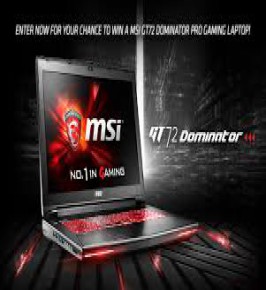 ENTER NOW FOR YOUR CHANCE TO WIN A MSI GT72 DOMINATOR PRO GAMING LAPTOP!
msi
GT72 Dominator
NO.1 IN GAMING
msi